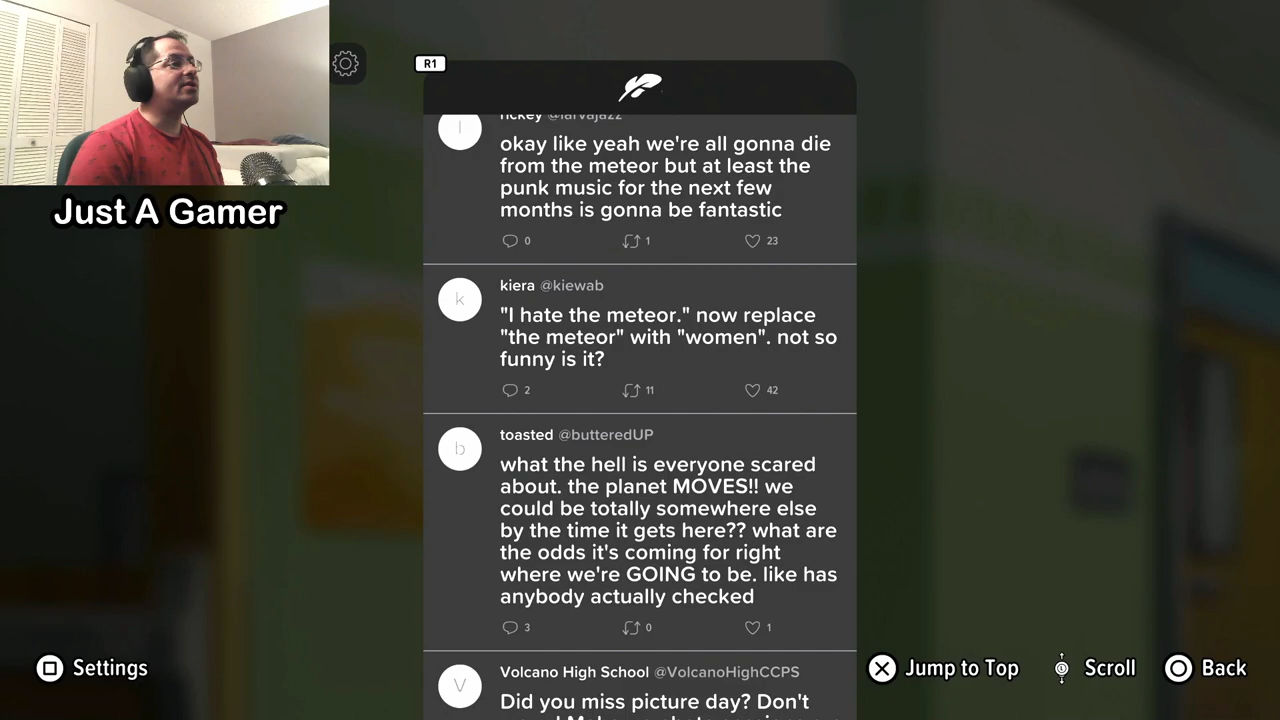 R1
Just A Gamer
okay like yeah we're all gonna die
from the meteor but at least the
punk music for the next few
months is gonna be fantastic
0 1 23
k
kiera @kiewab
"I hate the meteor." now replace
"the meteor" with "women". not so
funny is it?
2 11 42
b
toasted @butteredUP
what the hell is everyone scared
about. the planet MOVES!! we
could be totally somewhere else
by the time it gets here?? what are
the odds it's coming for right
where we're GOING to be. like has
anybody actually checked
3 0 1
V
Volcano High School @VolcanoHighCCPS
Did you miss picture day? Don't
Settings
Jump to Top
Scroll
Back